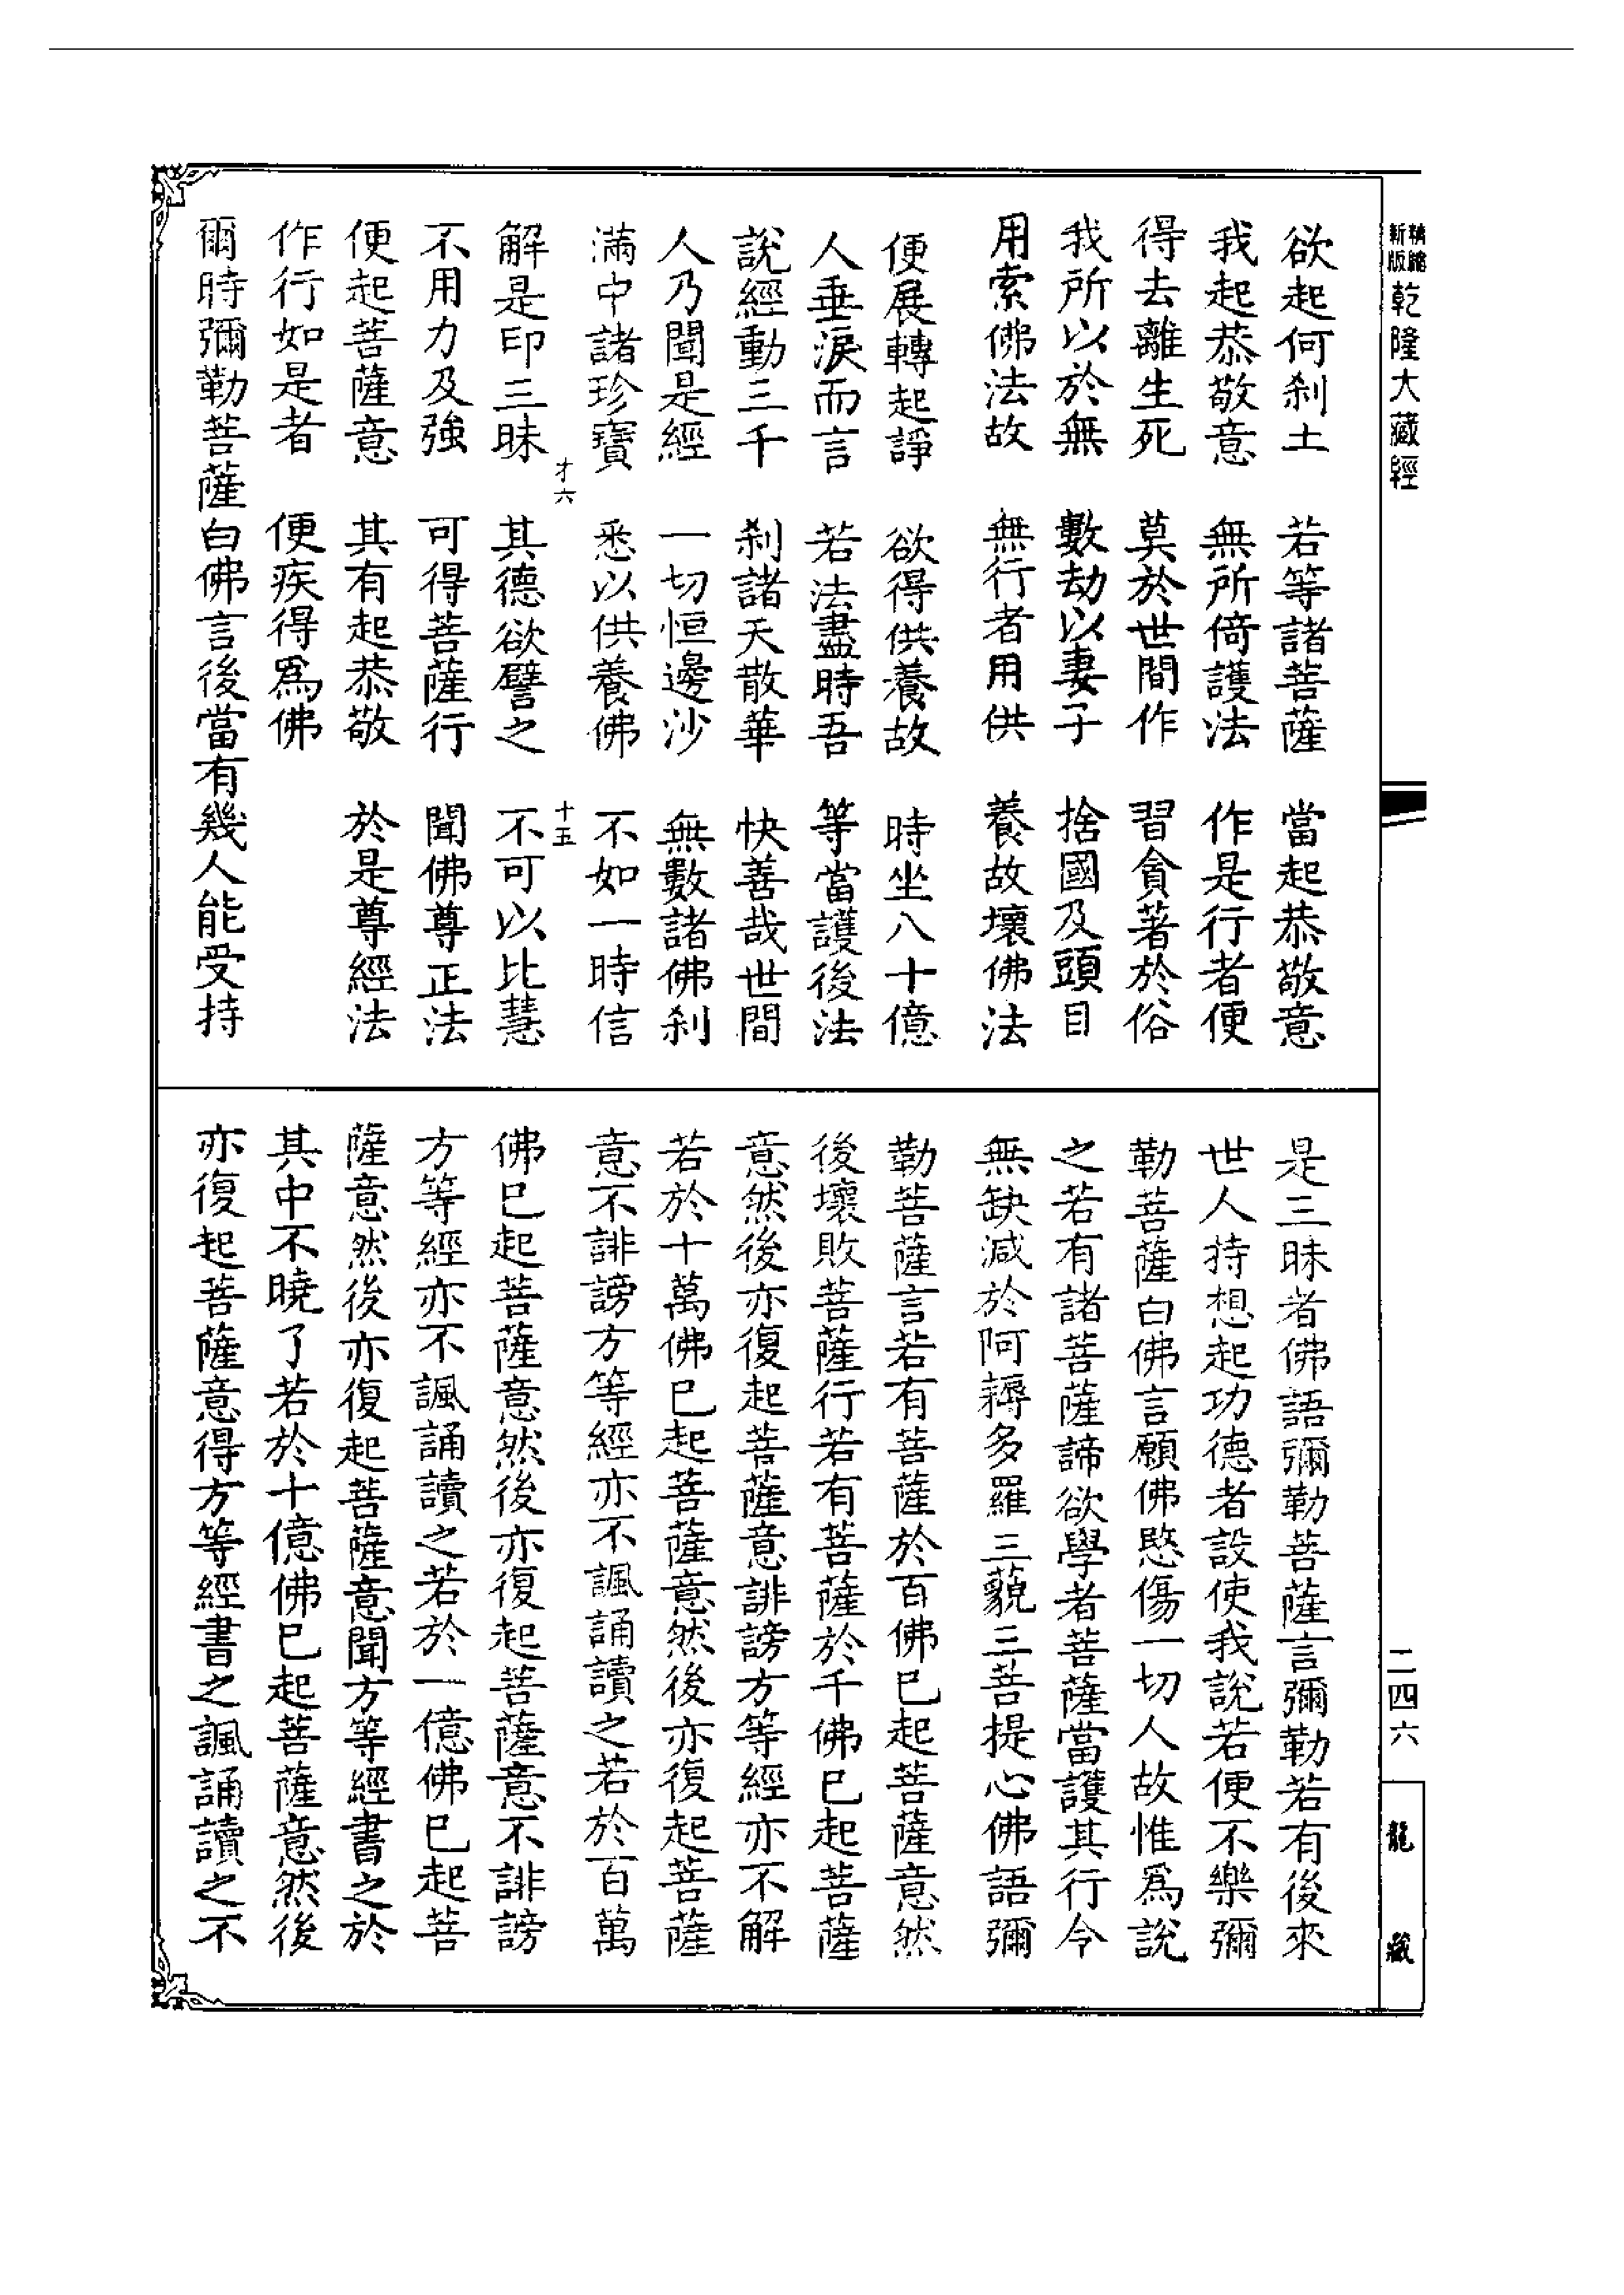 精縮新版乾隆大藏經
欲起何刹土　若等諸菩薩　當起恭敬意
我起恭敬意　無所倚護法　作是行者便
得去離生死　莫於世間作　習貪著於俗
我所以於無　數劫以妻子　捨國及頭目
用索佛法故　無行者用供　養故壞佛法
便展轉起諍　欲得供養故　時坐八十億
人垂淚而言　若法盡時吾　等當護後法
說經動三千　刹諸天散華　快善哉世間
人乃聞是經　一切恒邊沙　無數諸佛刹
滿中諸珍寶　悉以供養佛　不如一時信
才六　十五
解是印三昧　其德欲譬之　不可以比慧
不用力及強　可得菩薩行　聞佛尊正法
便起菩薩意　其有起恭敬　於是尊經法
作行如是者　便疾得爲佛
爾時彌勒菩薩白佛言後當有幾人能受持
是三昧者佛語彌勒菩薩言彌勒若有後來
世人持想起功德者設使我說若便不樂彌
勒菩薩白佛言願佛愍傷一切人故惟爲說
之若有諸菩薩諦欲學者菩薩當護其行令
無缺減於阿耨多羅三藐三菩提心佛語彌
勒菩薩言若有菩薩於百佛已起菩薩意然
後壞敗菩薩行若有菩薩於千佛已起菩薩
意然後亦復起菩薩意誹謗方等經亦不解
若於十萬佛已起菩薩意然後亦復起菩薩
意不誹謗方等經亦不諷誦讀之若於百萬
佛已起菩薩意然後亦復起菩薩意不誹謗
方等經亦不諷誦讀之若於一億佛已起菩
薩意然後亦復起菩薩意聞方等經書之於
其中不曉了若於十億佛已起菩薩意然後
亦復起菩薩意得方等經書之諷誦讀之不
二四六
龍藏